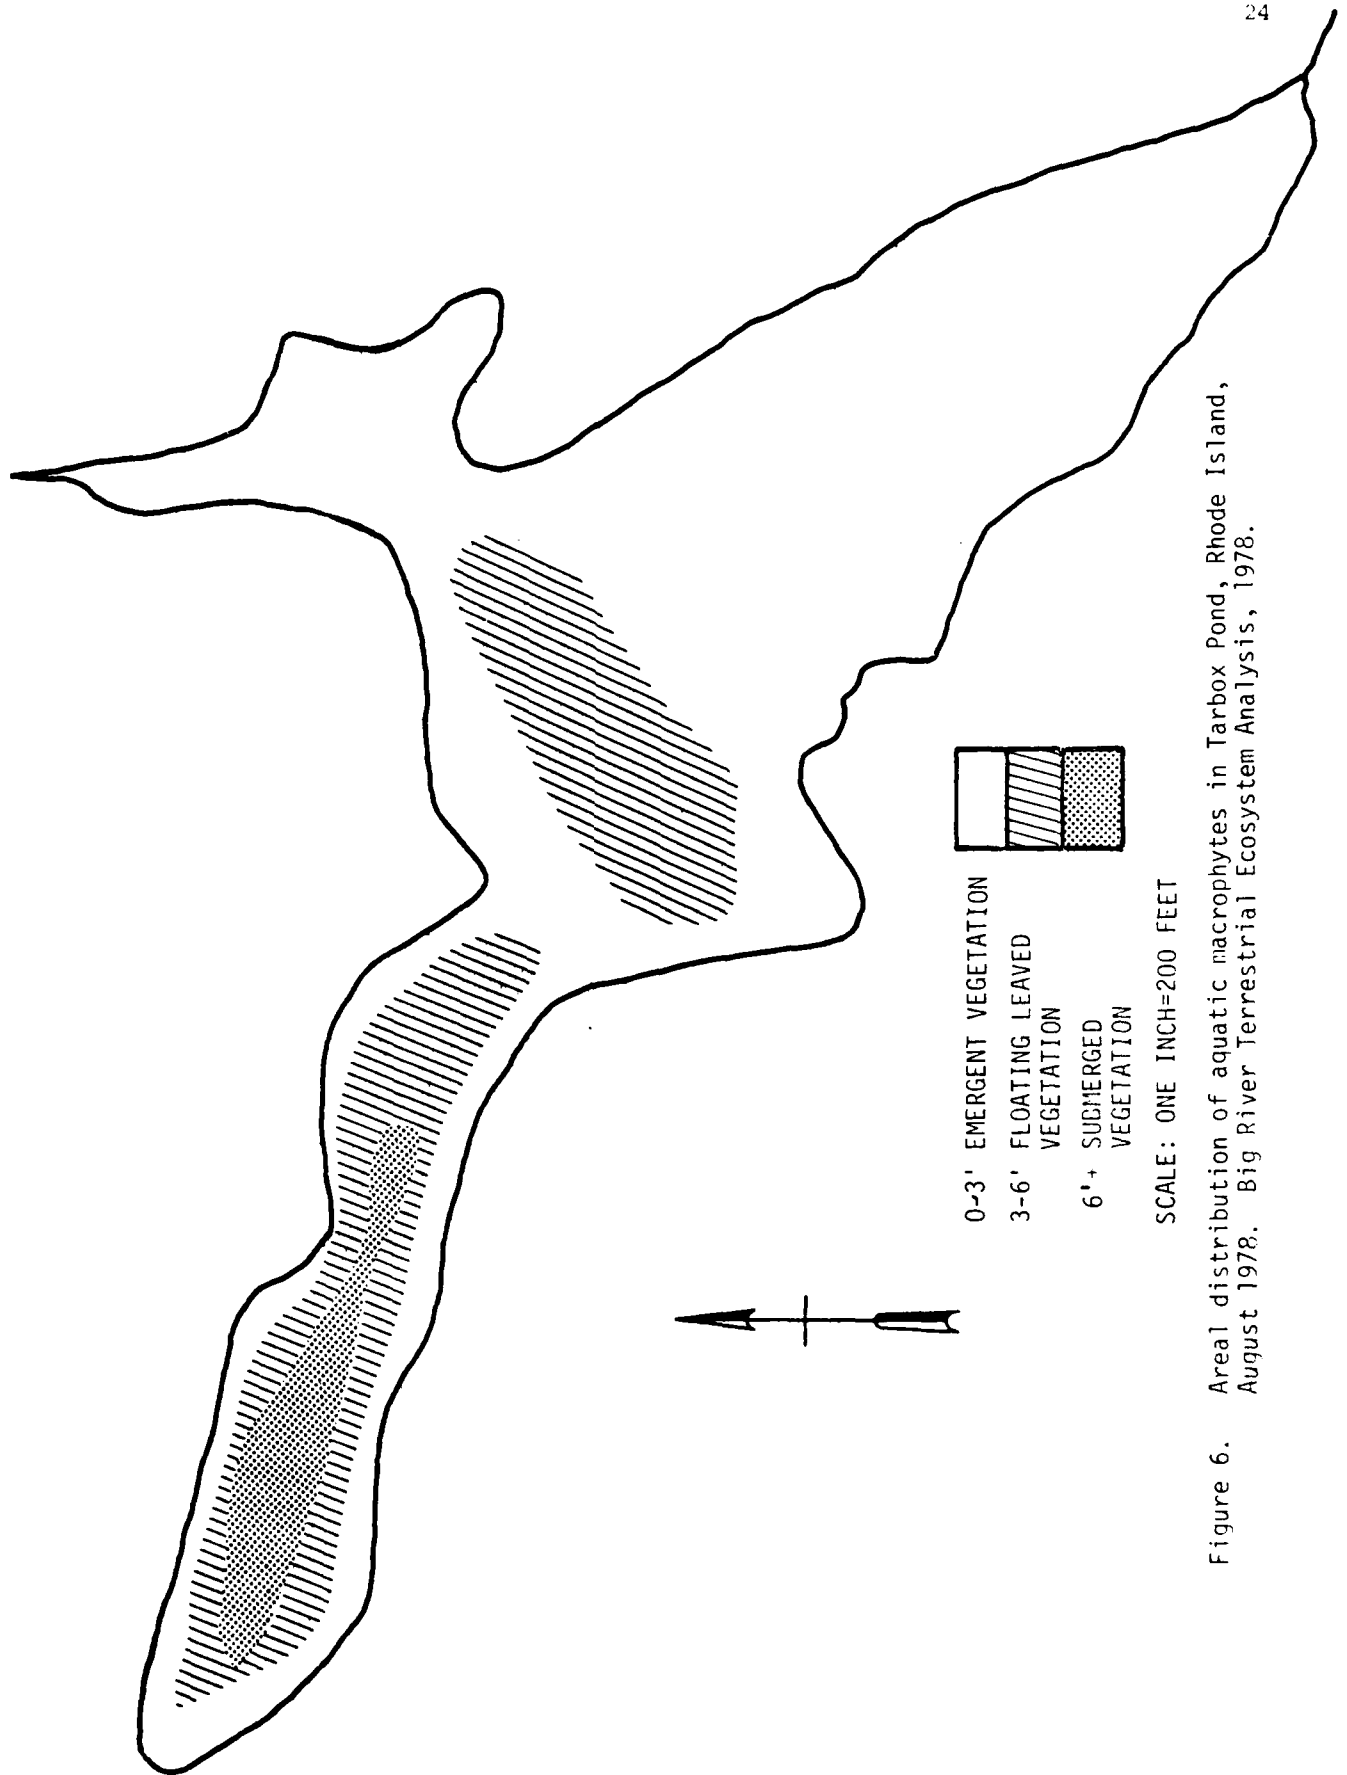 24
0-3' EMERGENT VEGETATION
3-6' FLOATING LEAVED
VEGETATION
6'+ SUBMERGED
VEGETATION
SCALE: ONE INCH=200 FEET
Figure 6. Areal distribution of aquatic macrophytes in Tarbox Pond, Rhode Island,
August 1978. Big River Terrestrial Ecosystem Analysis, 1978.